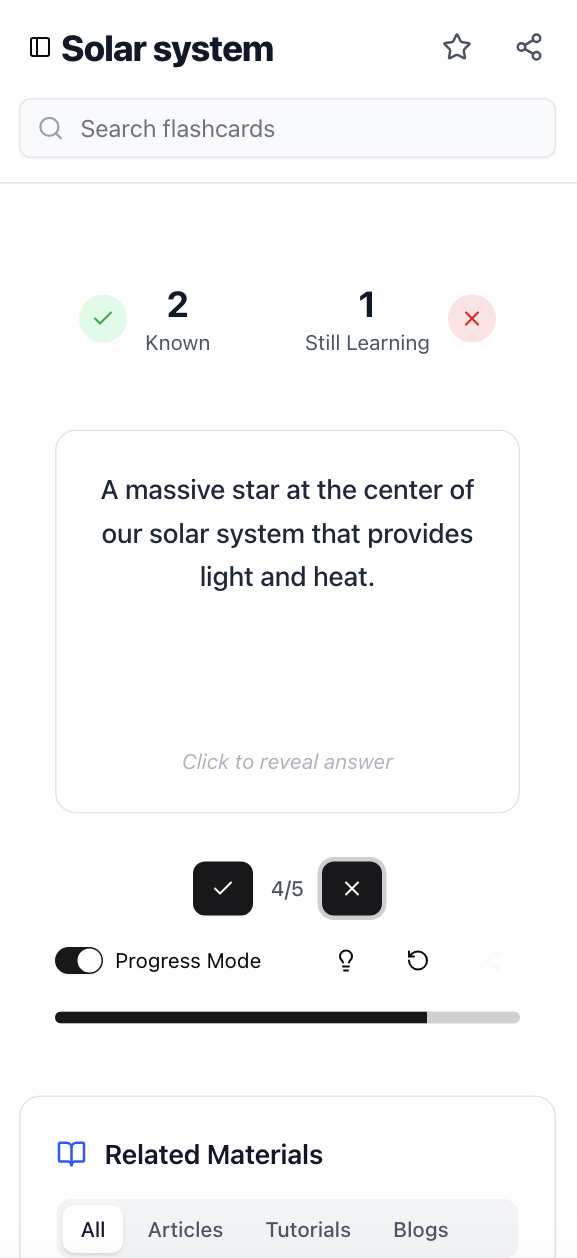 Solar system
Search flashcards
2
Known
1
Still Learning
A massive star at the center of
our solar system that provides
light and heat.
Click to reveal answer
4/5
Progress Mode
Related Materials
All Articles Tutorials Blogs